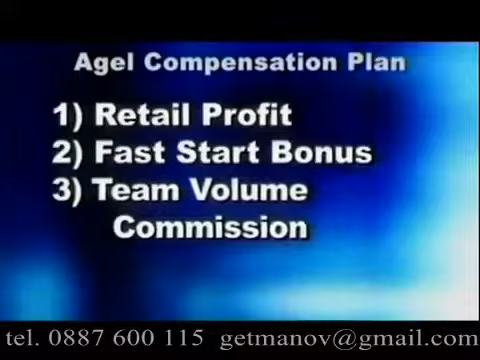 Agel Compensation Plan
1) Retail Profit
2) Fast Start Bonus
3) Team Volume
Commission
tel. 0887 600 115 getmanov@gmail.com